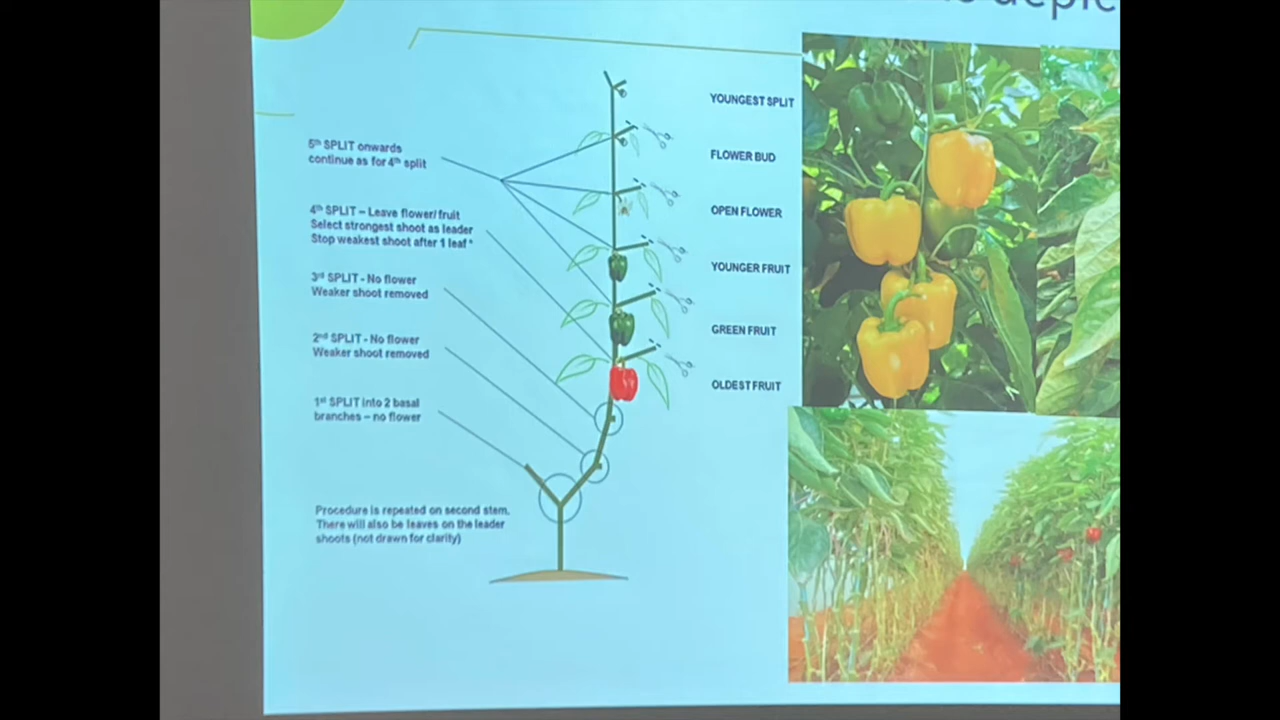 YOUNGEST SPLIT
5th SPLIT onwards
continue as for 4th split
FLOWER BUD
4th SPLIT – Leave flower/ fruit
Select strongest shoot as leader
Stop weakest shoot after 1 leaf *
OPEN FLOWER
3rd SPLIT - No flower
Weaker shoot removed
YOUNGER FRUIT
2nd SPLIT - No flower
Weaker shoot removed
GREEN FRUIT
1st SPLIT into 2 basal
branches – no flower
OLDEST FRUIT
Procedure is repeated on second stem.
There will also be leaves on the leader
shoots (not drawn for clarity)